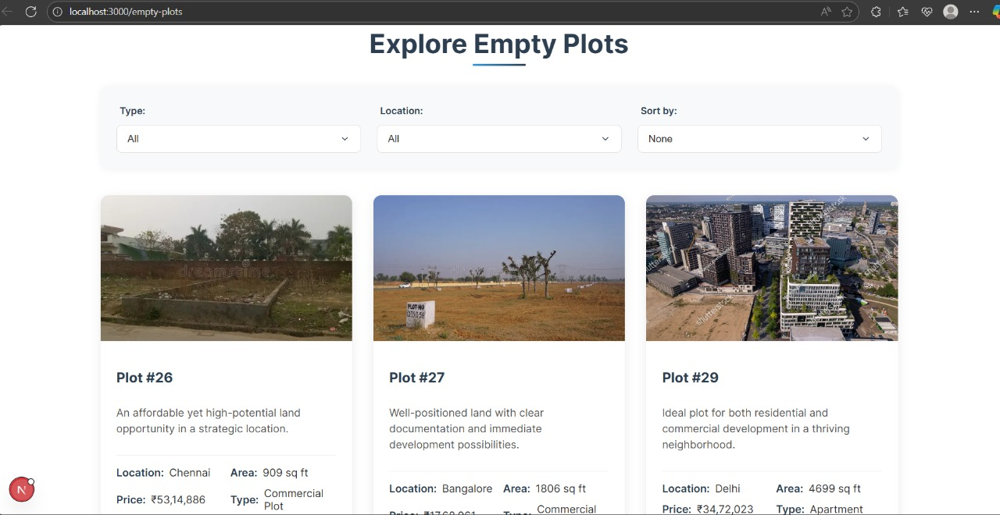 localhost:3000/empty-plots
Explore Empty Plots
Type:
Location:
Sort by:
All
All
None
dreamstime.
shutterstock
shutterstock
PLOT NO
Plot #26
Plot #27
Plot #29
An affordable yet high-potential land
opportunity in a strategic location.
Well-positioned land with clear
documentation and immediate
development possibilities.
Ideal plot for both residential and
commercial development in a thriving
neighborhood.
Location: Chennai Area: 909 sq ft
Price: ₹53,14,886 Type: Commercial
Plot
Location: Bangalore Area: 1806 sq ft
Price: ₹17,68,061 Type: Commercial
Location: Delhi Area: 4699 sq ft
Price: ₹34,72,023 Type: Apartment
N